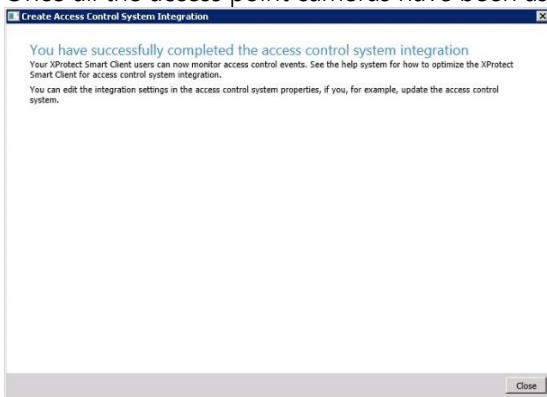 Once all the access point cameras have been as
Create Access Control System Integration
You have successfully completed the access control system integration
Your XProtect Smart Client users can now monitor access control events. See the help system for how to optimize the XProtect
Smart Client for access control system integration.
You can edit the integration settings in the access control system properties, if you, for example, update the access control
system.
Close